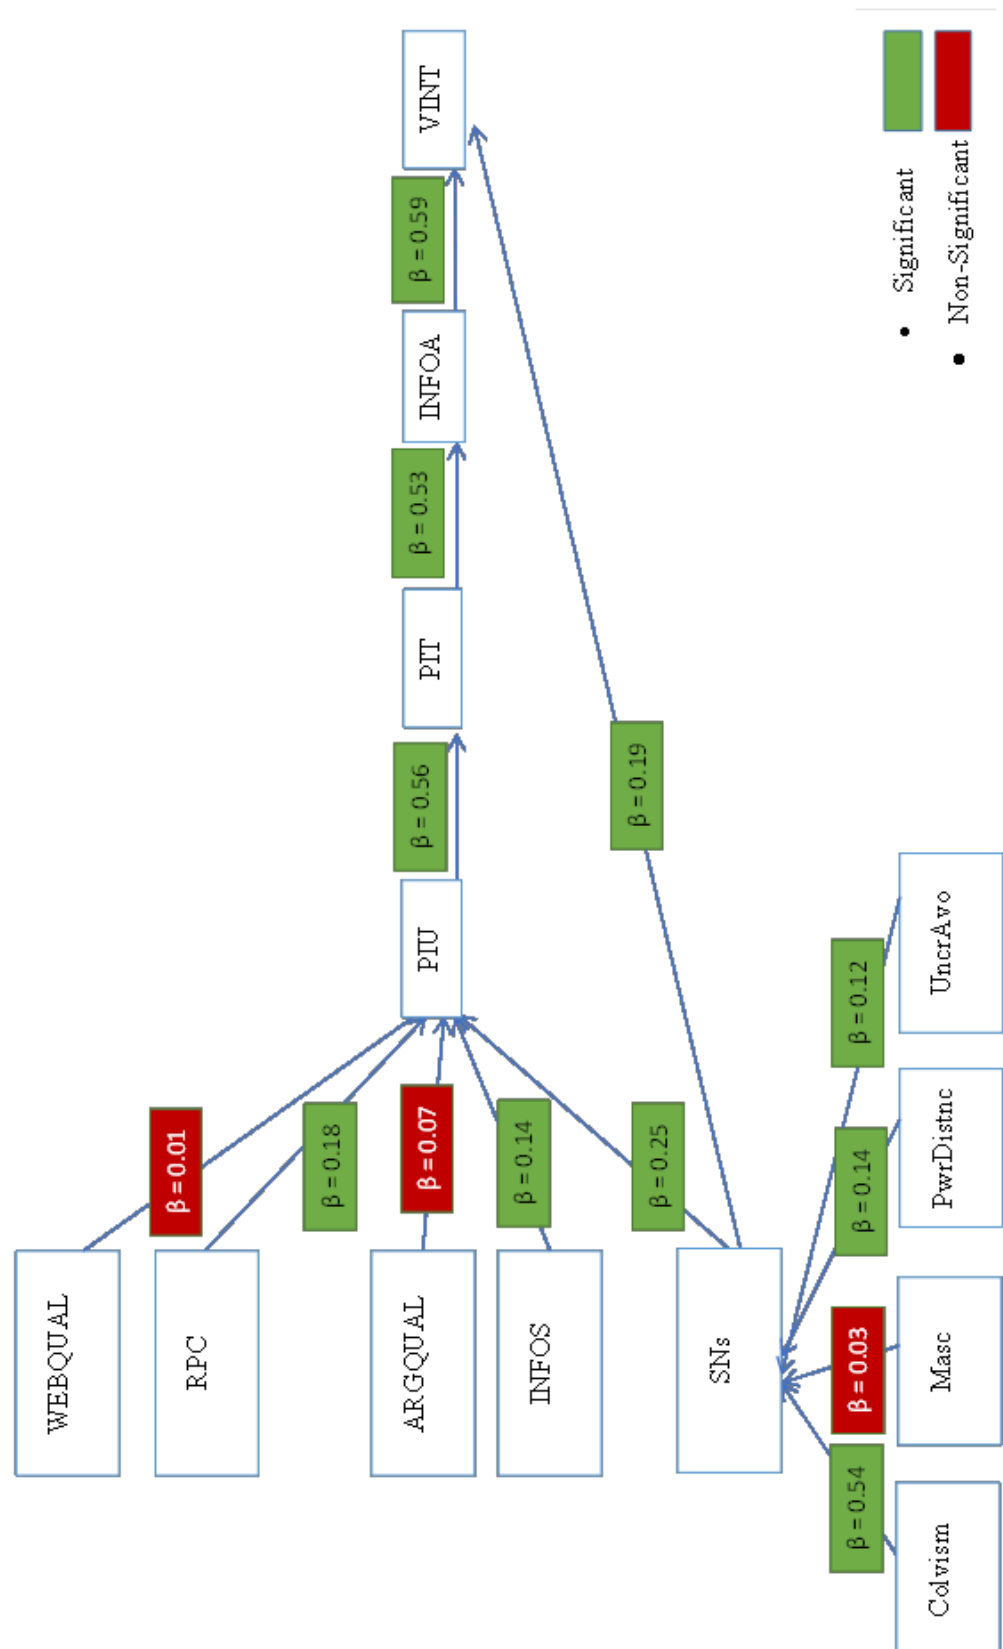 WEBQUAL
β = 0.01
RPC
β = 0.18
ARGQUAL
β = 0.07
INFOS
β = 0.14
PIU
β = 0.56
PIT
β = 0.53
INFOA
β = 0.59
VINT
SNs
β = 0.25
β = 0.19
β = 0.54
β = 0.03
β = 0.14
β = 0.12
Colvism
Masc
PwrDistnc
UncrAvo
• Significant
• Non-Significant